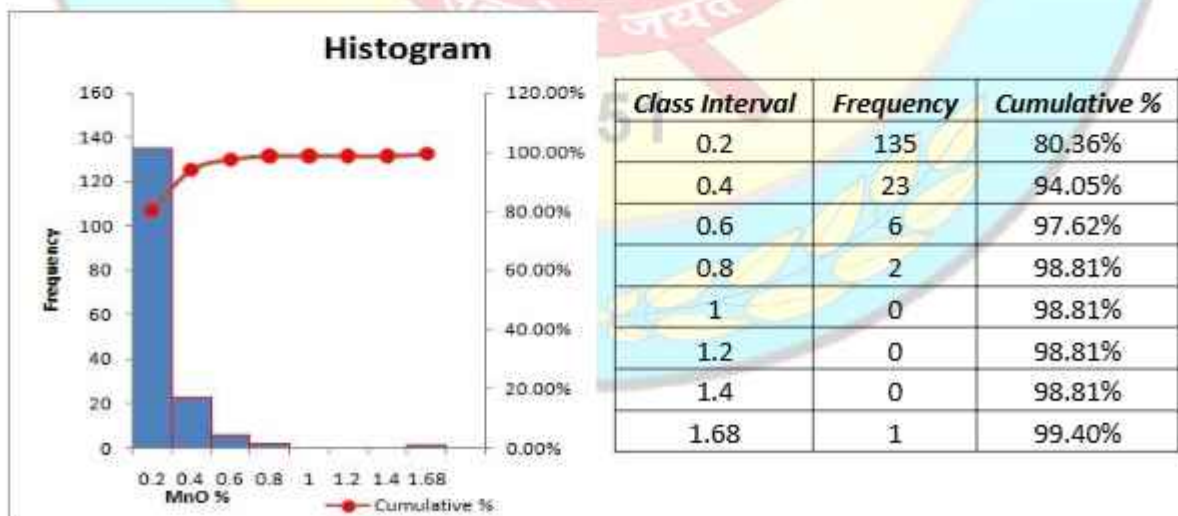 जयते
51
Histogram
160
140
120
100
80
60
40
20
0
Frequency
120.00%
100.00%
80.00%
60.00%
40.00%
20.00%
0.00%
0.2 0.4 0.6 0.8 1 1.2 1.4 1.68
MnO %
Cumulative %
Class Interval Frequency Cumulative %
0.2 135 80.36%
0.4 23 94.05%
0.6 6 97.62%
0.8 2 98.81%
1 0 98.81%
1.2 0 98.81%
1.4 0 98.81%
1.68 1 99.40%